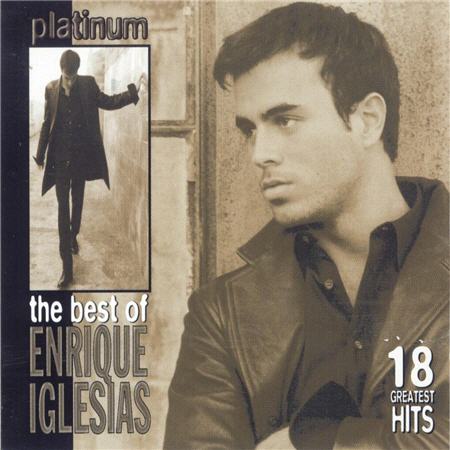 platinum
the best of
ENRIQUE
IGLESIAS
18
GREATEST
HITS